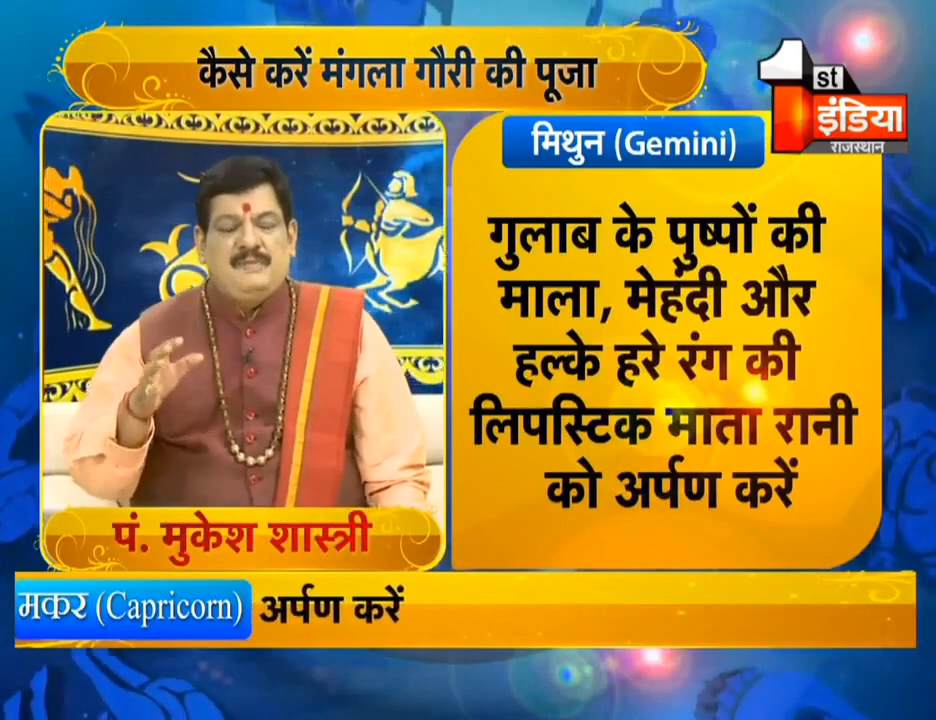 कैसे करें मंगला गौरी की पूजा
1st
इंडिया
राजस्थान
मिथुन (Gemini)
गुलाब के पुष्पों की
माला, मेहंदी और
हल्के हरे रंग की
लिपस्टिक माता रानी
को अर्पण करें
पं. मुकेश शास्त्री
मकर (Capricorn) अर्पण करें